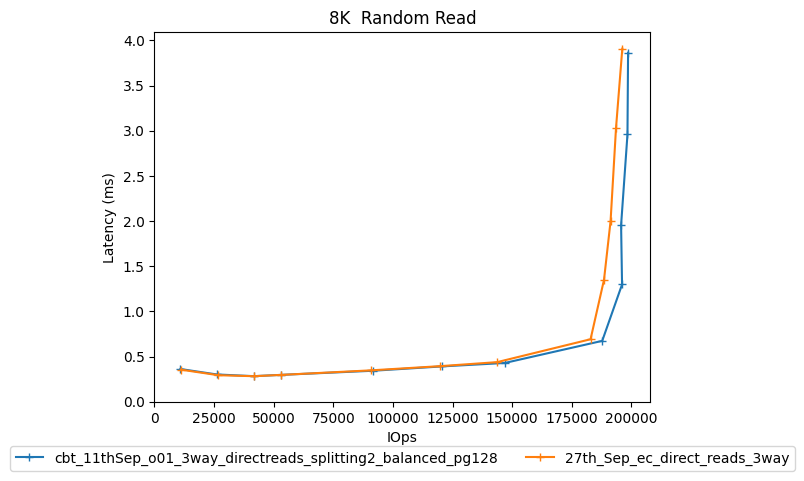 8K  Random Read
4.0
3.5
3.0
2.5
2.0
1.5
1.0
0.5
0.0
Latency (ms)
0 25000 50000 75000 100000 125000 150000 175000 200000
IOps
cbt_11thSep_o01_3way_directreads_splitting2_balanced_pg128 27th_Sep_ec_direct_reads_3way